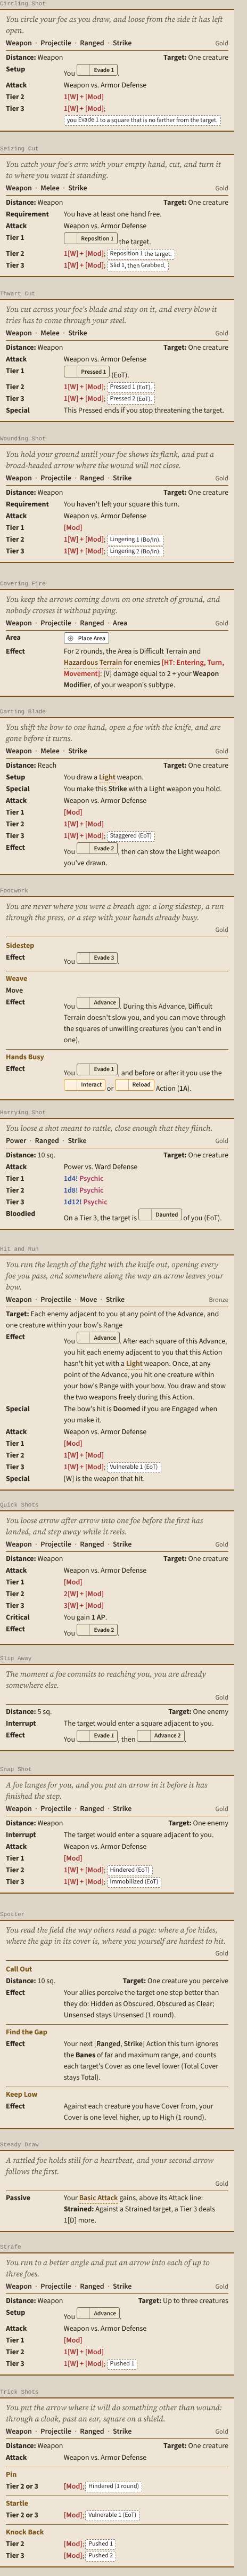 Circling Shot
You circle your foe as you draw, and loose from the side it has left
open.
Weapon · Projectile · Ranged · Strike Gold
Distance: Weapon Target: One creature
Setup You Evade 1.
Attack Weapon vs. Armor Defense
Tier 2 1[W] + [Mod]
Tier 3 1[W] + [Mod];
you Evade 1 to a square that is no farther from the target.
Seizing Cut
You catch your foe's arm with your empty hand, cut, and turn it
to where you want it standing.
Weapon · Melee · Strike Gold
Distance: Weapon Target: One creature
Requirement You have at least one hand free.
Attack Weapon vs. Armor Defense
Tier 1 Reposition 1 the target.
Tier 2 1[W] + [Mod]; Reposition 1 the target.
Tier 3 1[W] + [Mod]; Slid 1, then Grabbed.
Thwart Cut
You cut across your foe's blade and stay on it, and every blow it
tries has to come through your steel.
Weapon · Melee · Strike Gold
Distance: Weapon Target: One creature
Attack Weapon vs. Armor Defense
Tier 1 Pressed 1 (EoT).
Tier 2 1[W] + [Mod]; Pressed 1 (EoT).
Tier 3 1[W] + [Mod]; Pressed 2 (EoT).
Special This Pressed ends if you stop threatening the target.
Wounding Shot
You hold your ground until your foe shows its flank, and put a
broad-headed arrow where the wound will not close.
Weapon · Projectile · Ranged · Strike Gold
Distance: Weapon Target: One creature
Requirement You haven't left your square this turn.
Attack Weapon vs. Armor Defense
Tier 1 [Mod]
Tier 2 1[W] + [Mod]; Lingering 1 (Bo/In).
Tier 3 1[W] + [Mod]; Lingering 2 (Bo/In).
Covering Fire
You keep the arrows coming down on one stretch of ground, and
nobody crosses it without paying.
Weapon · Projectile · Ranged · Area Gold
Area Place Area
Effect For 2 rounds, the Area is Difficult Terrain and
Hazardous Terrain for enemies [HT: Entering, Turn,
Movement]: [V] damage equal to 2 + your Weapon
Modifier, of your weapon's subtype.
Darting Blade
You shift the bow to one hand, open a foe with the knife, and are
gone before it turns.
Weapon · Melee · Strike Gold
Distance: Reach Target: One creature
Setup You draw a Light weapon.
Special You make this Strike with a Light weapon you hold.
Attack Weapon vs. Armor Defense
Tier 1 [Mod]
Tier 2 1[W] + [Mod]
Tier 3 1[W] + [Mod]; Staggered (EoT)
Effect You Evade 2, then can stow the Light weapon
you've drawn.
Footwork
You are never where you were a breath ago: a long sidestep, a run
through the press, or a step with your hands already busy.
Gold
Sidestep
Effect You Evade 3.
Weave
Move
Effect You Advance. During this Advance, Difficult
Terrain doesn't slow you, and you can move through
the squares of unwilling creatures (you can't end in
one).
Hands Busy
Effect You Evade 1, and before or after it you use the
Interact or Reload Action (1A).
Harrying Shot
You loose a shot meant to rattle, close enough that they flinch.
Power · Ranged · Strike Gold
Distance: 10 sq. Target: One creature
Attack Power vs. Ward Defense
Tier 1 1d4! Psychic
Tier 2 1d8! Psychic
Tier 3 1d12! Psychic
Bloodied On a Tier 3, the target is Daunted of you (EoT).
Hit and Run
You run the length of the fight with the knife out, opening every
foe you pass, and somewhere along the way an arrow leaves your
bow.
Weapon · Projectile · Move · Strike Bronze
Target: Each enemy adjacent to you at any point of the Advance, and
one creature within your bow's Range
Effect You Advance. After each square of this Advance,
you hit each enemy adjacent to you that this Action
hasn't hit yet with a Light weapon. Once, at any
point of the Advance, you hit one creature within
your bow's Range with your bow. You draw and stow
the two weapons freely during this Action.
Special The bow's hit is Doomed if you are Engaged when
you make it.
Attack Weapon vs. Armor Defense
Tier 1 [Mod]
Tier 2 1[W] + [Mod]
Tier 3 1[W] + [Mod]; Vulnerable 1 (EoT)
Special [W] is the weapon that hit.
Quick Shots
You loose arrow after arrow into one foe before the first has
landed, and step away while it reels.
Weapon · Projectile · Ranged · Strike Gold
Distance: Weapon Target: One creature
Attack Weapon vs. Armor Defense
Tier 1 [Mod]
Tier 2 2[W] + [Mod]
Tier 3 3[W] + [Mod]
Critical You gain 1 AP.
Effect You Evade 2.
Slip Away
The moment a foe commits to reaching you, you are already
somewhere else.
Gold
Distance: 5 sq. Target: One enemy
Interrupt The target would enter a square adjacent to you.
Effect You Evade 1, then Advance 2.
Snap Shot
A foe lunges for you, and you put an arrow in it before it has
finished the step.
Weapon · Projectile · Ranged · Strike Gold
Distance: Weapon Target: One enemy
Interrupt The target would enter a square adjacent to you.
Attack Weapon vs. Armor Defense
Tier 1 [Mod]
Tier 2 1[W] + [Mod]; Hindered (EoT)
Tier 3 1[W] + [Mod]; Immobilized (EoT)
Spotter
You read the field the way others read a page: where a foe hides,
where the gap in its cover is, where you yourself are hardest to hit.
Gold
Call Out
Distance: 10 sq. Target: One creature you perceive
Effect Your allies perceive the target one step better than
they do: Hidden as Obscured, Obscured as Clear;
Unsensed stays Unsensed (1 round).
Find the Gap
Effect Your next [Ranged, Strike] Action this turn ignores
the Banes of far and maximum range, and counts
each target's Cover as one level lower (Total Cover
stays Total).
Keep Low
Effect Against each creature you have Cover from, your
Cover is one level higher, up to High (1 round).
Steady Draw
A rattled foe holds still for a heartbeat, and your second arrow
follows the first.
Gold
Passive Your Basic Attack gains, above its Attack line:
Strained: Against a Strained target, a Tier 3 deals
1[D] more.
Strafe
You run to a better angle and put an arrow into each of up to
three foes.
Weapon · Projectile · Ranged · Strike Gold
Distance: Weapon Target: Up to three creatures
Setup You Advance.
Attack Weapon vs. Armor Defense
Tier 1 [Mod]
Tier 2 1[W] + [Mod]
Tier 3 1[W] + [Mod]; Pushed 1
Trick Shots
You put the arrow where it will do something other than wound:
through a cloak, past an ear, square on a shield.
Weapon · Projectile · Ranged · Strike Gold
Distance: Weapon Target: One creature
Attack Weapon vs. Armor Defense
Pin
Tier 2 or 3 [Mod]; Hindered (1 round)
Startle
Tier 2 or 3 [Mod]; Vulnerable 1 (EoT)
Knock Back
Tier 2 [Mod]; Pushed 1
Tier 3 [Mod]; Pushed 2